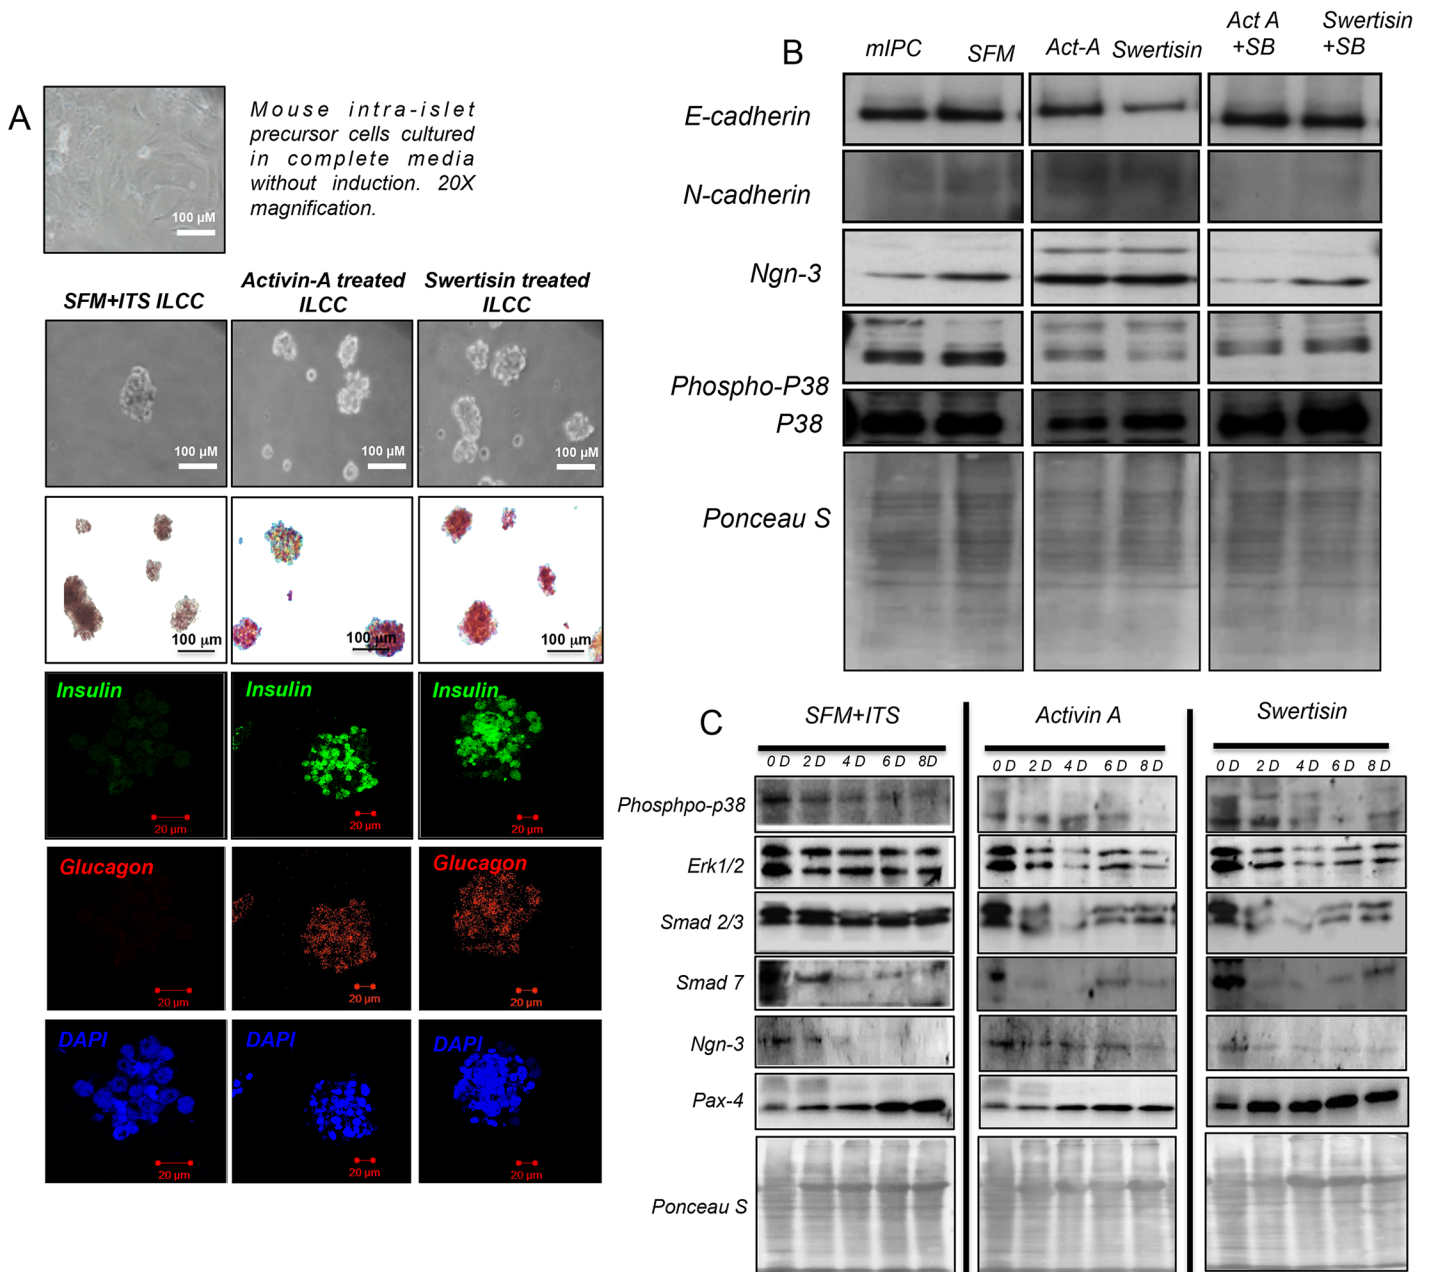 A
Mouse intra-islet
precursor cells cultured
in complete media
without induction. 20X
magnification.
100 µM
SFM+ITS ILCC
Activin-A treated
ILCC
Swertisin treated
ILCC
100 µM
100 µM
100 µM
100 µm
100 µm
100 µm
Insulin
Insulin
Insulin
20 µm
20 µm
20 µm
Glucagon
Glucagon
20 µm
20 µm
20 µm
DAPI
DAPI
DAPI
20 µm
20 µm
20 µm
B
mIPC
SFM
Act-A
Swertisin
Act A
+SB
Swertisin
+SB
E-cadherin
N-cadherin
Ngn-3
Phospho-P38
P38
Ponceau S
C
SFM+ITS
Activin A
Swertisin
0 D 2 D 4 D 6 D 8D
0 D 2 D 4 D 6 D 8 D
0 D 2 D 4 D 6 D 8 D
Phosphpo-p38
Erk1/2
Smad 2/3
Smad 7
Ngn-3
Pax-4
Ponceau S